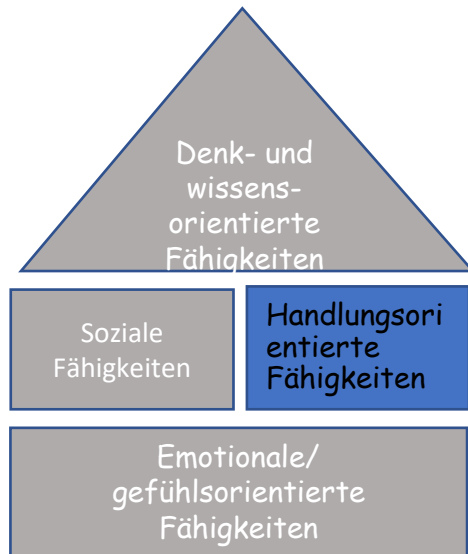 Denk- und
wissens-
orientierte
Fähigkeiten
Soziale
Fähigkeiten
Handlungsori
entierte
Fähigkeiten
Emotionale/
gefühlsorientierte
Fähigkeiten